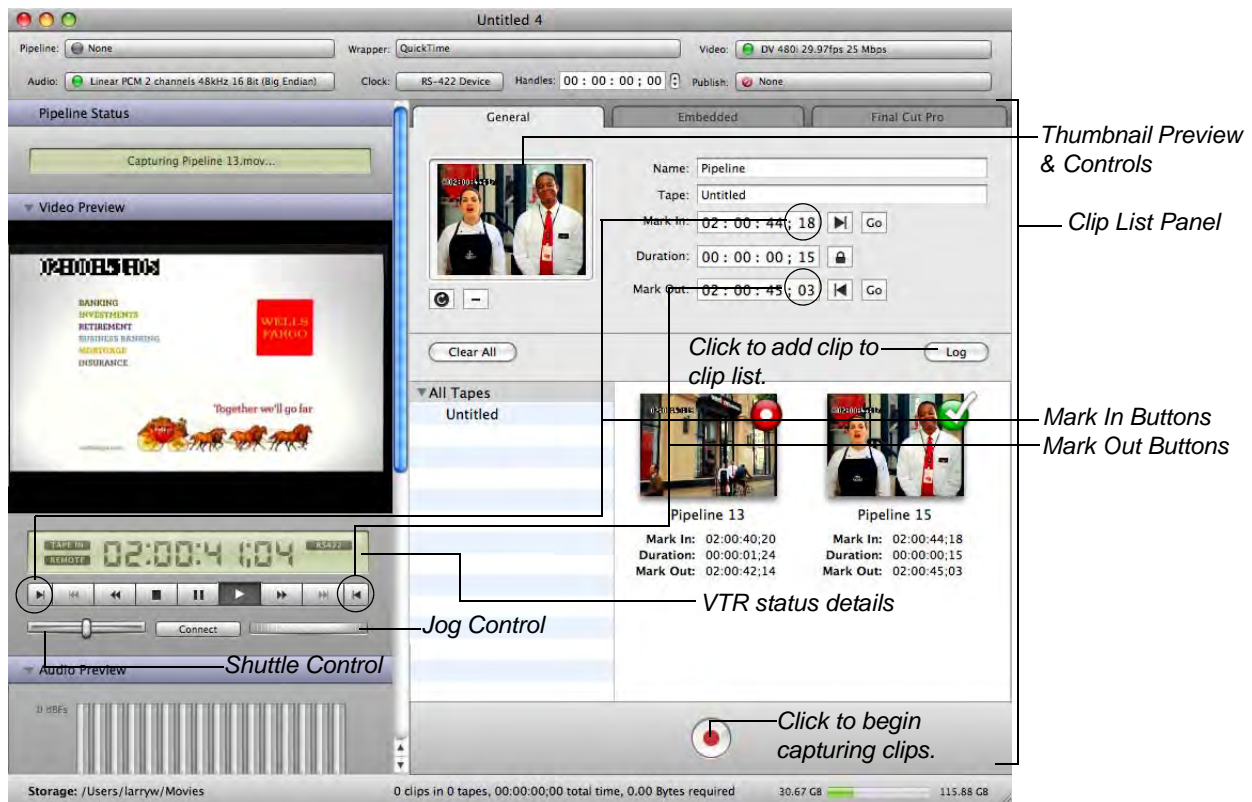 Untitled 4
Pipeline: None
Wrapper: QuickTime
Video: DV 480i 29.97fps 25 Mbps
Audio: Linear PCM 2 channels 48kHz 16 Bit (Big Endian)
Clock: RS-422 Device
Handles: 00 : 00 : 00 ; 00
Publish: None
Pipeline Status
Capturing Pipeline 13.mov...
Video Preview
BANKING
INVESTMENTS
RETIREMENT
BUSINESS BANKING
MORTGAGE
INSURANCE
WELLS
FARGO
Together we'll go far
TAPE IN
REMOTE
02:00:41;04
RS422
Connect
Jog Control
Shuttle Control
Audio Preview
0 dBFs
General
Embedded
Final Cut Pro
Thumbnail Preview
& Controls
Clip List Panel
Name: Pipeline
Tape: Untitled
Mark In: 02 : 00 : 44 ; 18
Go
Duration: 00 : 00 : 00 ; 15
Mark Out: 02 : 00 : 45 ; 03
Go
Clear All
Click to add clip to
clip list.
Log
All Tapes
Untitled
Mark In Buttons
Mark Out Buttons
Pipeline 13
Mark In: 02:00:40;20
Duration: 00:00:01;24
Mark Out: 02:00:42;14
Pipeline 15
Mark In: 02:00:44;18
Duration: 00:00:00;15
Mark Out: 02:00:45;03
VTR status details
Click to begin
capturing clips.
Storage: /Users/larryw/Movies
0 clips in 0 tapes, 00:00:00;00 total time, 0.00 Bytes required
30.67 GB
115.88 GB